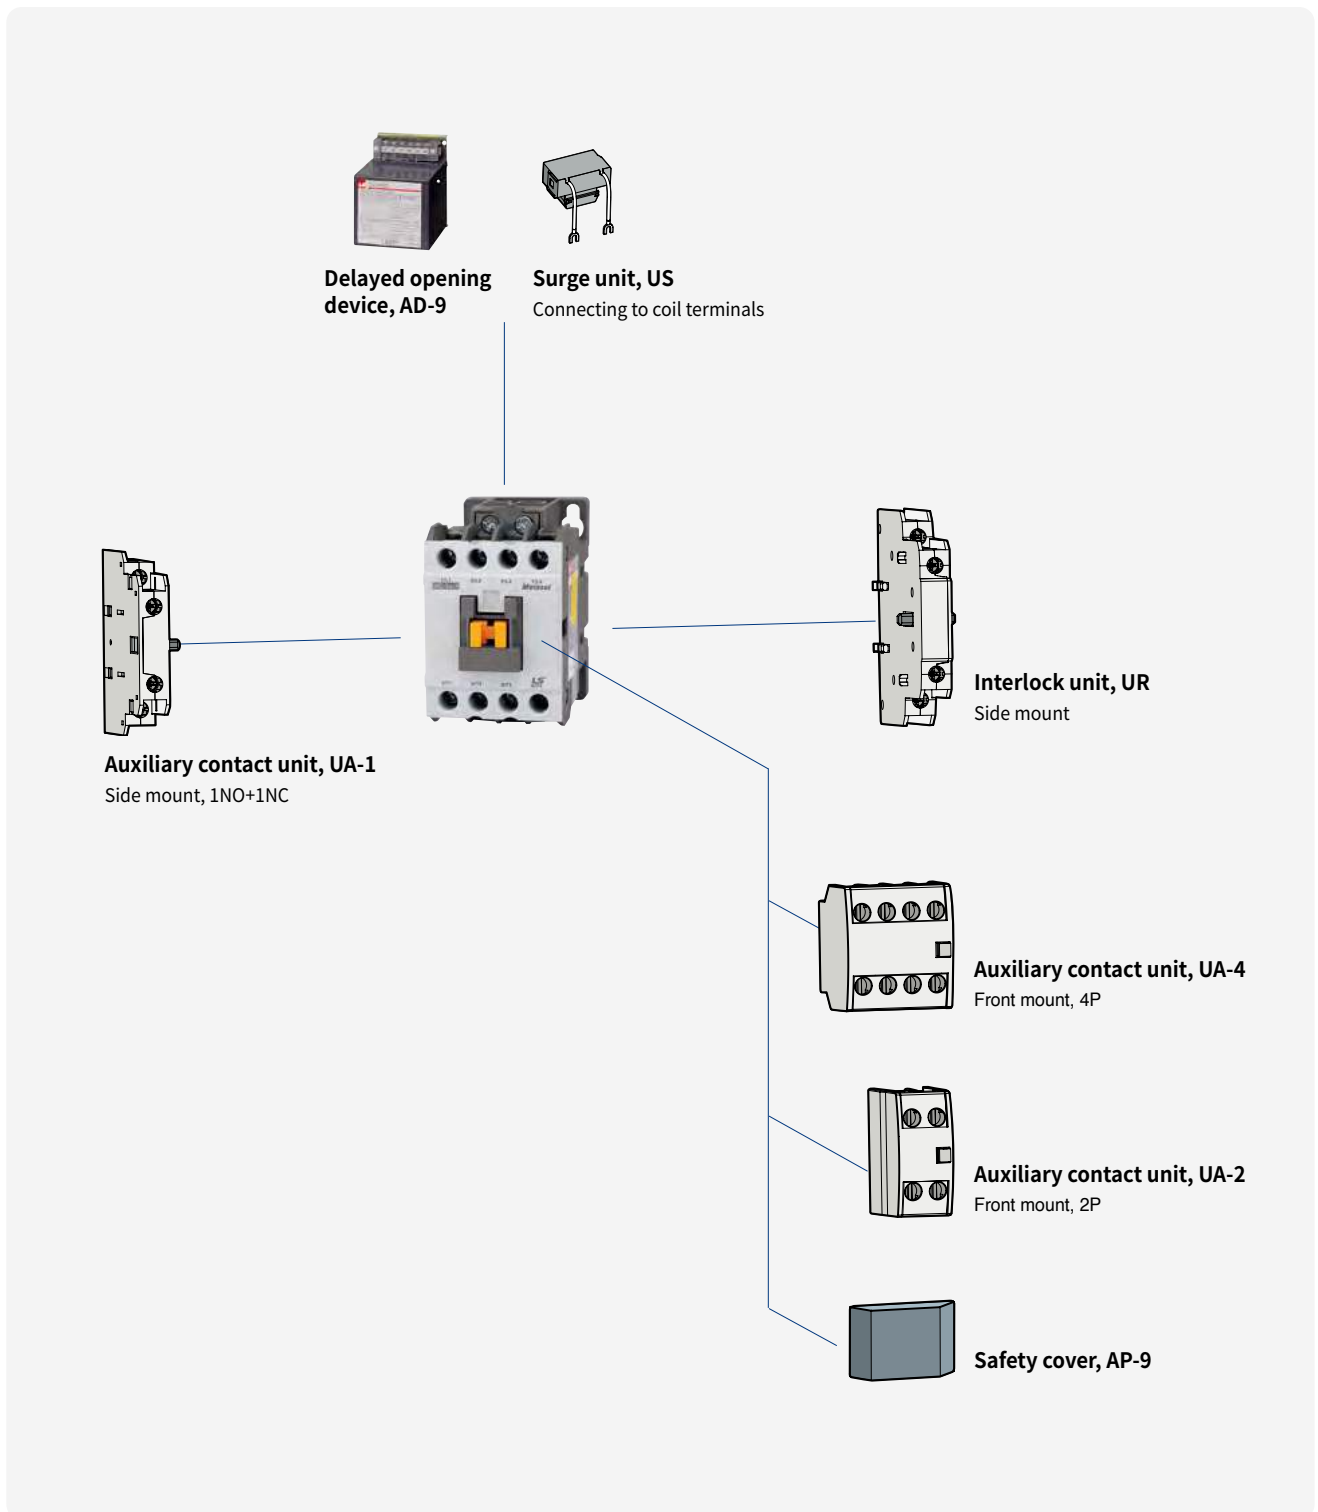 Delayed opening
device, AD-9
Surge unit, US
Connecting to coil terminals
Metasol
LS
Interlock unit, UR
Side mount
Auxiliary contact unit, UA-1
Side mount, 1NO+1NC
Auxiliary contact unit, UA-4
Front mount, 4P
Auxiliary contact unit, UA-2
Front mount, 2P
Safety cover, AP-9